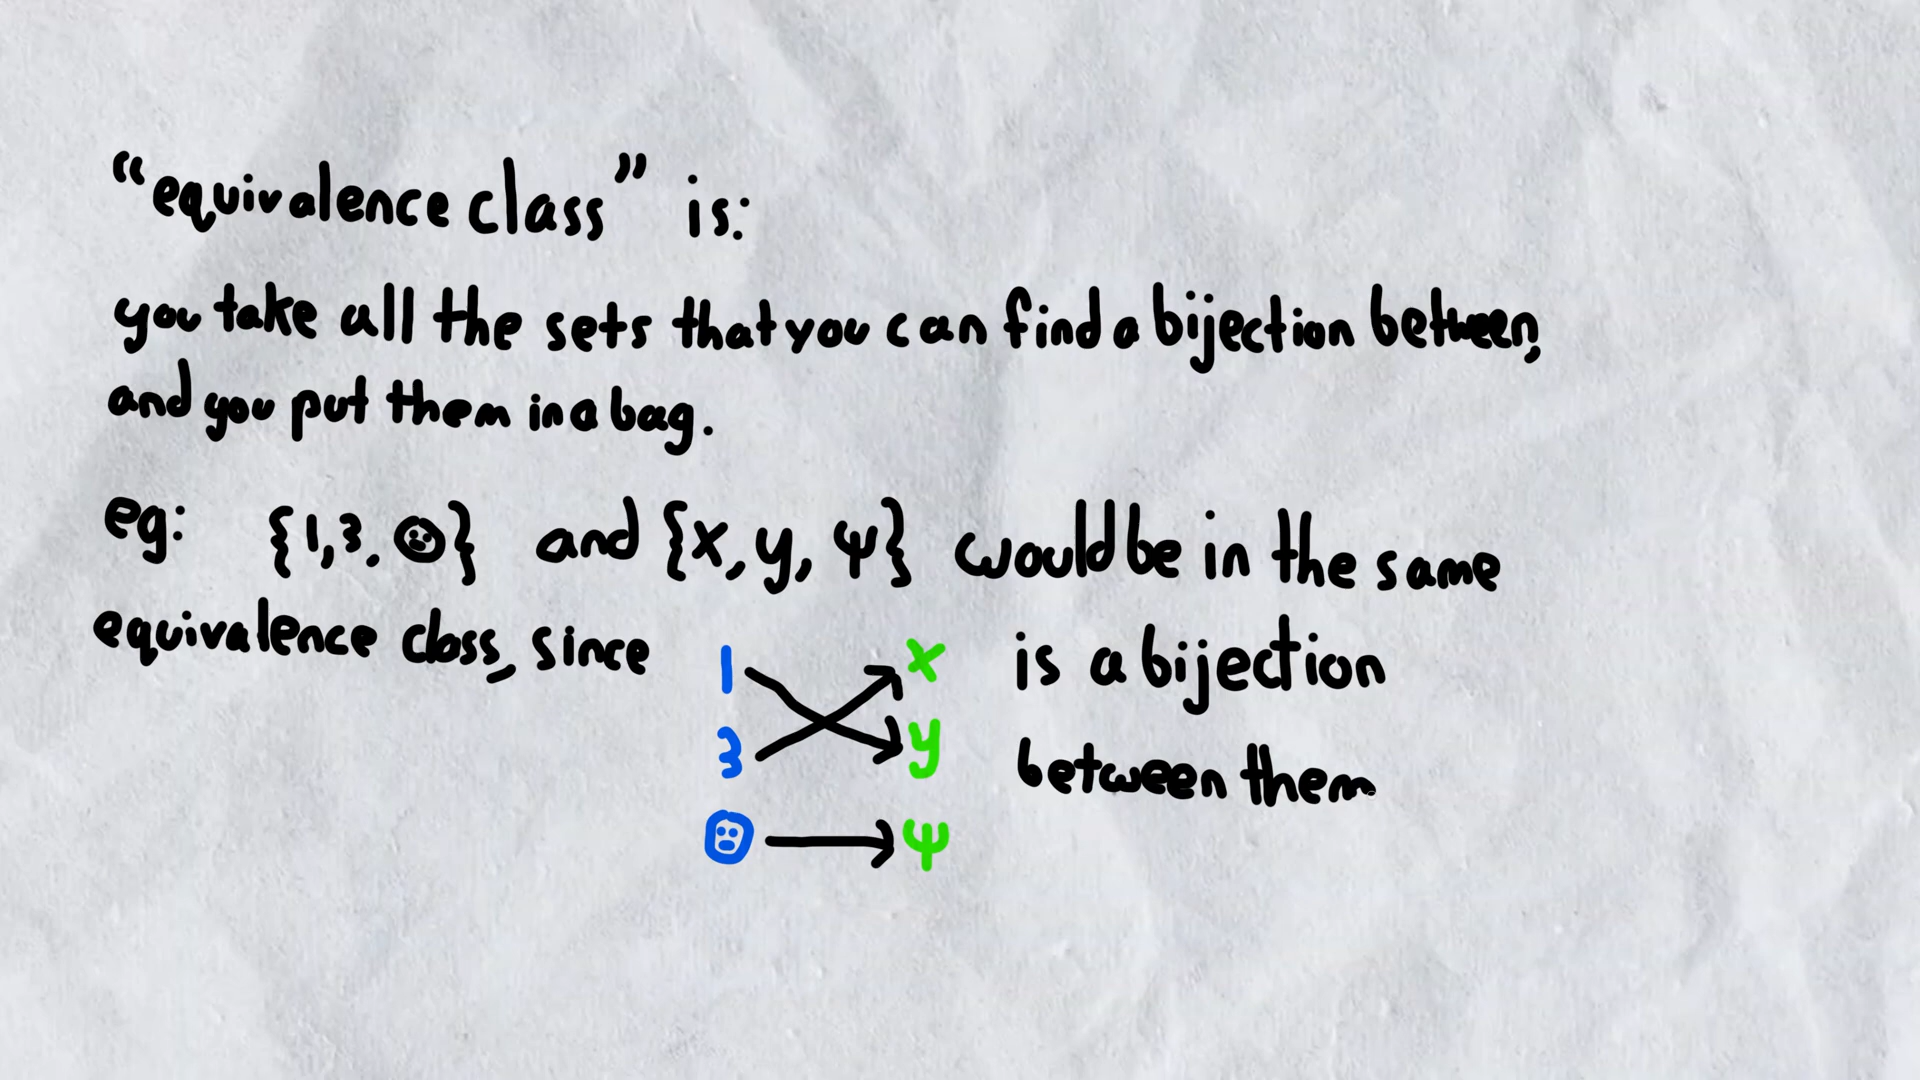 “equivalence class” is:
you take all the sets that you can find a bijection between,
and you put them in a bag.
eg: {1,3,☹} and {x,y,ψ} would be in the same
equivalence class, since
1 x is a bijection
3 y between them
☹ ψ